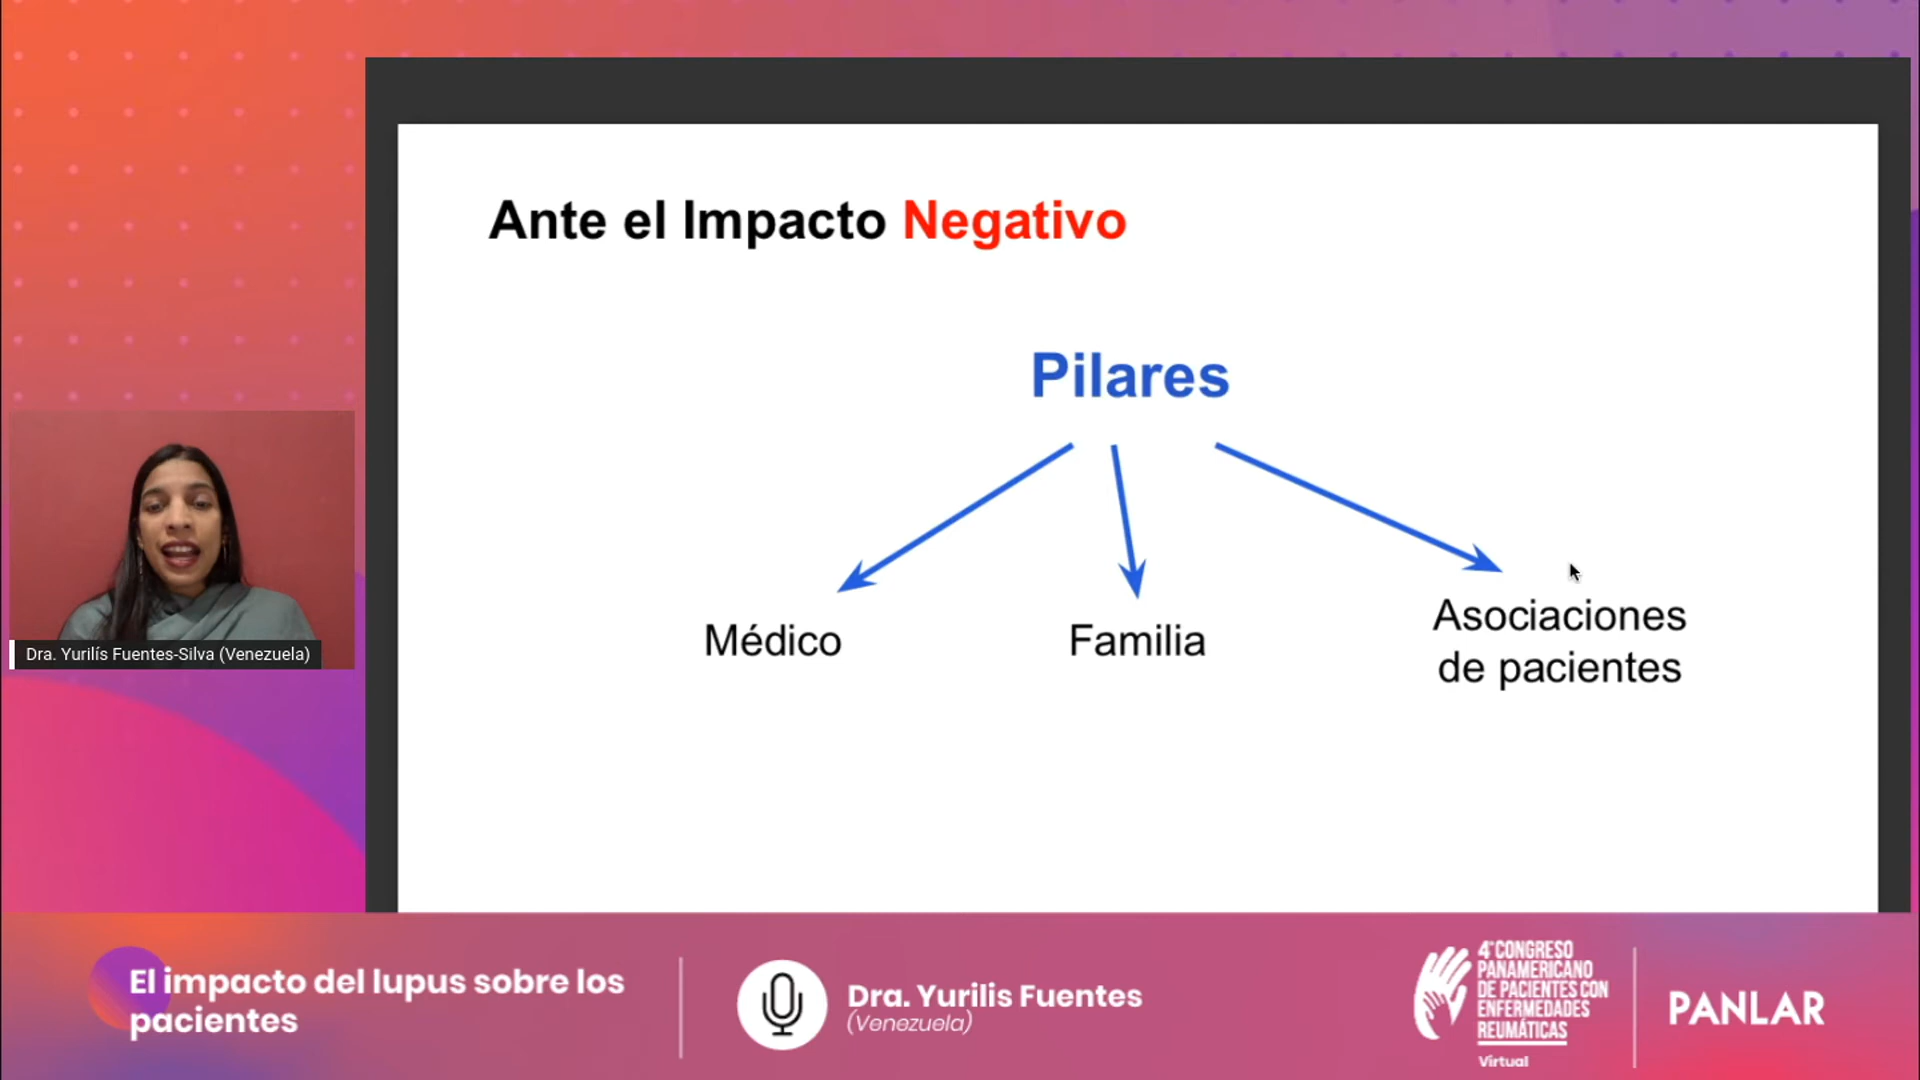 Ante el Impacto Negativo
Pilares
Médico
Familia
Asociaciones
de pacientes
Dra. Yurilís Fuentes-Silva (Venezuela)
El impacto del lupus sobre los
pacientes
Dra. Yurilis Fuentes
(Venezuela)
4° CONGRESO
PANAMERICANO
DE PACIENTES CON
ENFERMEDADES
REUMÁTICAS
Virtual
PANLAR